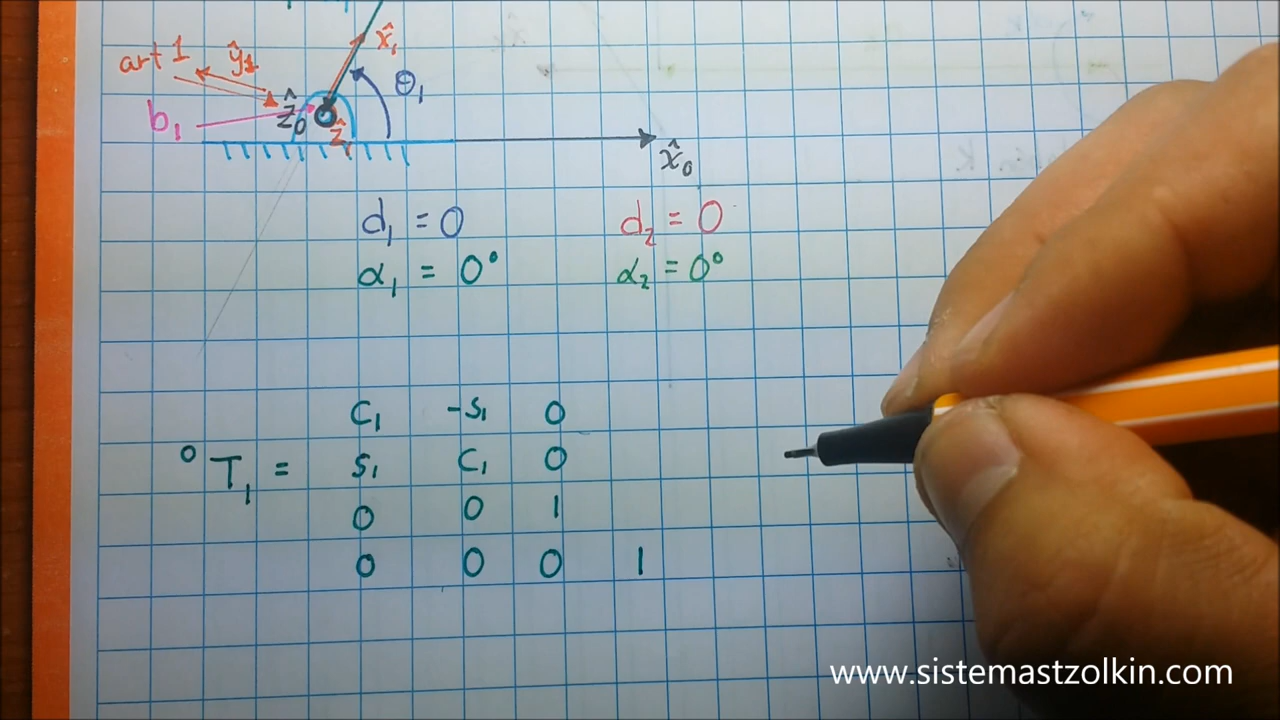 art 1 ŷ₁ x̂₁
θ₁
b₁ ẑ₀ ẑ₁
x̂₀
d₁ = 0 d₂ = 0
α₁ = 0° α₂ = 0°
C₁ -S₁ 0
⁰T₁ = S₁ C₁ 0
0 0 1
0 0 0 1
www.sistemastzolkin.com